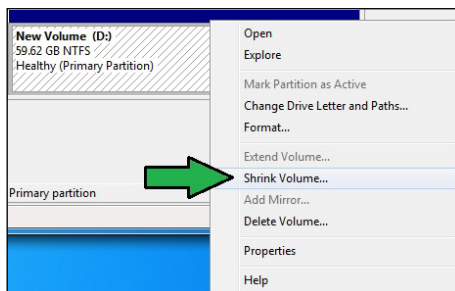 New Volume (D:)
59.62 GB NTFS
Healthy (Primary Partition)
Primary partition
Open
Explore
Mark Partition as Active
Change Drive Letter and Paths...
Format...
Extend Volume...
Shrink Volume...
Add Mirror...
Delete Volume...
Properties
Help